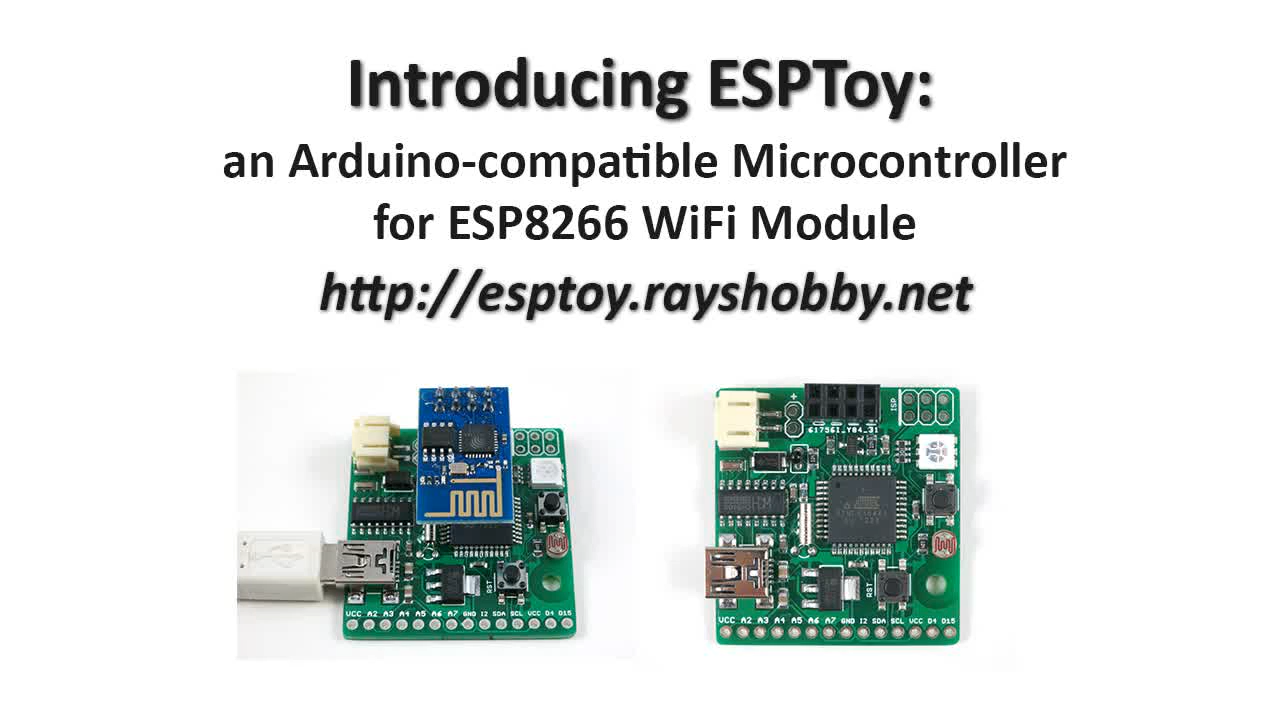 Introducing ESPToy:
an Arduino-compatible Microcontroller
for ESP8266 WiFi Module
http://esptoy.rayshobby.net
ISP
RST
VCC A2 A3 A4 A5 A6 A7 GND I2 SDA SCL VCC D4 D15
RST
VCC A2 A3 A4 A5 A6 A7 GND I2 SDA SCL VCC D4 D15